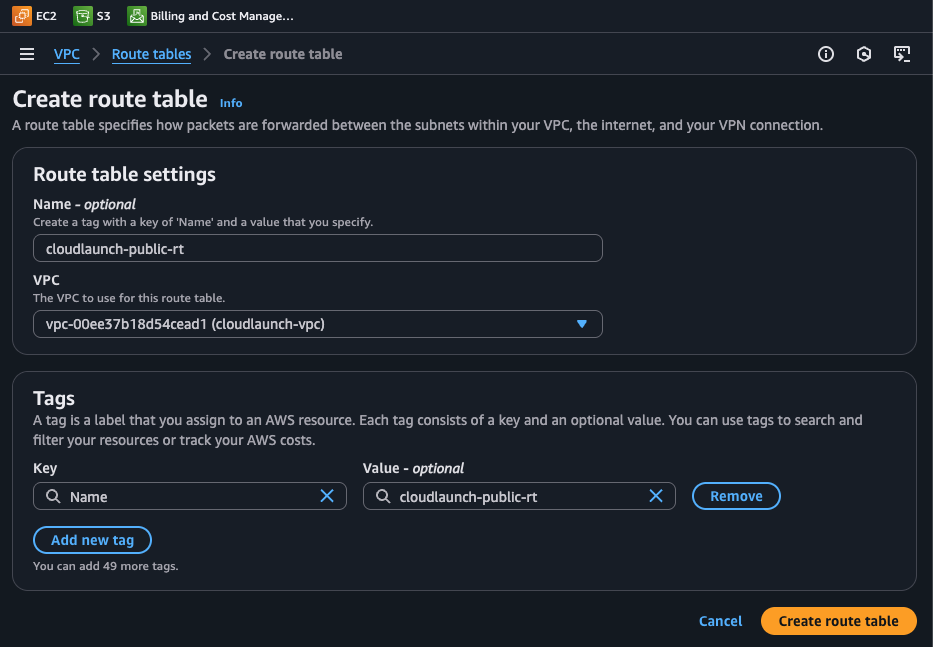 EC2 S3 Billing and Cost Manage...
VPC Route tables Create route table
Create route table Info
A route table specifies how packets are forwarded between the subnets within your VPC, the internet, and your VPN connection.
Route table settings
Name - optional
Create a tag with a key of 'Name' and a value that you specify.
cloudlaunch-public-rt
VPC
The VPC to use for this route table.
vpc-00ee37b18d54cead1 (cloudlaunch-vpc)
Tags
A tag is a label that you assign to an AWS resource. Each tag consists of a key and an optional value. You can use tags to search and
filter your resources or track your AWS costs.
Key Value - optional
Name cloudlaunch-public-rt Remove
Add new tag
You can add 49 more tags.
Cancel Create route table